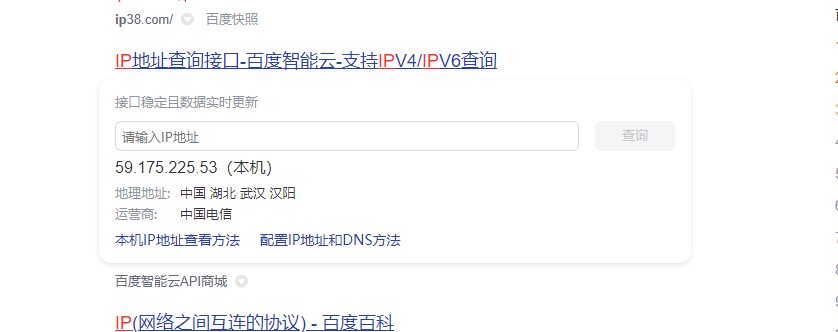 ip38.com/ 百度快照
IP地址查询接口-百度智能云-支持IPV4/IPV6查询
接口稳定且数据实时更新
请输入IP地址 查询
59.175.225.53（本机）
地理地址: 中国 湖北 武汉 汉阳
运营商: 中国电信
本机IP地址查看方法 配置IP地址和DNS方法
百度智能云API商城
IP(网络之间互连的协议) - 百度百科